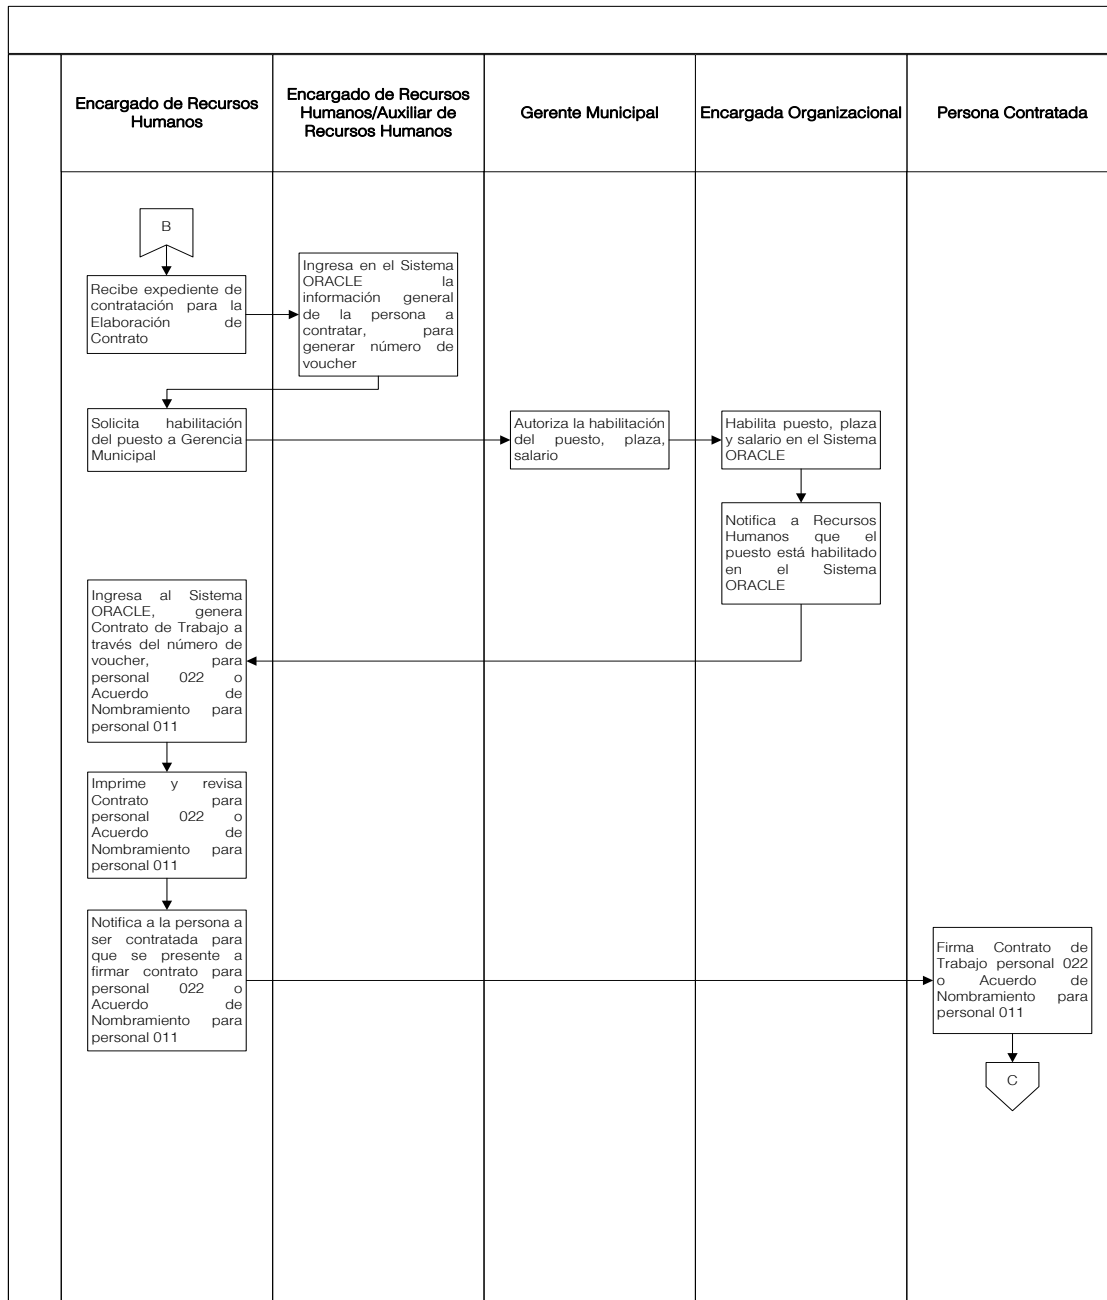 Encargado de Recursos
Humanos
Encargado de Recursos
Humanos/Auxiliar de
Recursos Humanos
Gerente Municipal
Encargada Organizacional
Persona Contratada
B
Recibe expediente de
contratación para la
Elaboración de
Contrato
Ingresa en el Sistema
ORACLE la
información general
de la persona a
contratar, para
generar número de
voucher
Solicita habilitación
del puesto a Gerencia
Municipal
Autoriza la habilitación
del puesto, plaza,
salario
Habilita puesto, plaza
y salario en el Sistema
ORACLE
Notifica a Recursos
Humanos que el
puesto está habilitado
en el Sistema
ORACLE
Ingresa al Sistema
ORACLE, genera
Contrato de Trabajo a
través del número de
voucher, para
personal 022 o
Acuerdo de
Nombramiento para
personal 011
Imprime y revisa
Contrato para
personal 022 o
Acuerdo de
Nombramiento para
personal 011
Notifica a la persona a
ser contratada para
que se presente a
firmar contrato para
personal 022 o
Acuerdo de
Nombramiento para
personal 011
Firma Contrato de
Trabajo personal 022
o Acuerdo de
Nombramiento para
personal 011
C